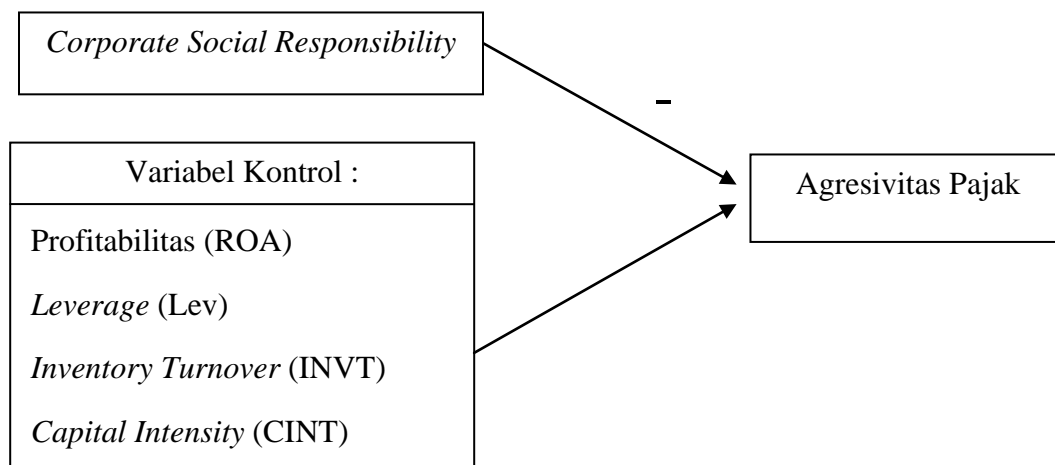 Corporate Social Responsibility
–
Variabel Kontrol :
Agresivitas Pajak
Profitabilitas (ROA)
Leverage (Lev)
Inventory Turnover (INVT)
Capital Intensity (CINT)